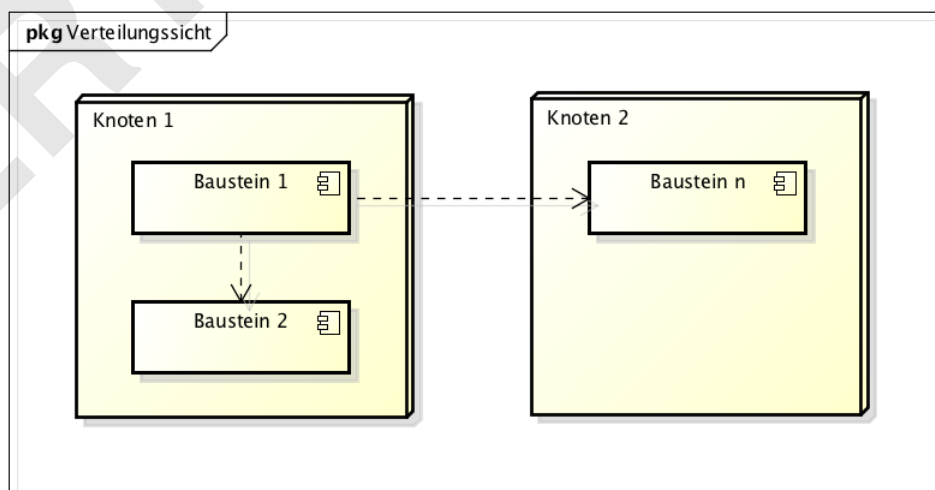 pkg Verteilungssicht
Knoten 1
Baustein 1
Baustein 2
Knoten 2
Baustein n